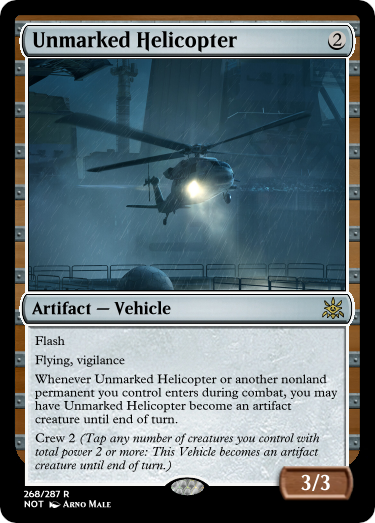 Unmarked Helicopter 2
Artifact — Vehicle
Flash
Flying, vigilance
Whenever Unmarked Helicopter or another nonland
permanent you control enters during combat, you may
have Unmarked Helicopter become an artifact
creature until end of turn.
Crew 2 (Tap any number of creatures you control with
total power 2 or more: This Vehicle becomes an artifact
creature until end of turn.)
3/3
268/287 R
NOT Arno Male